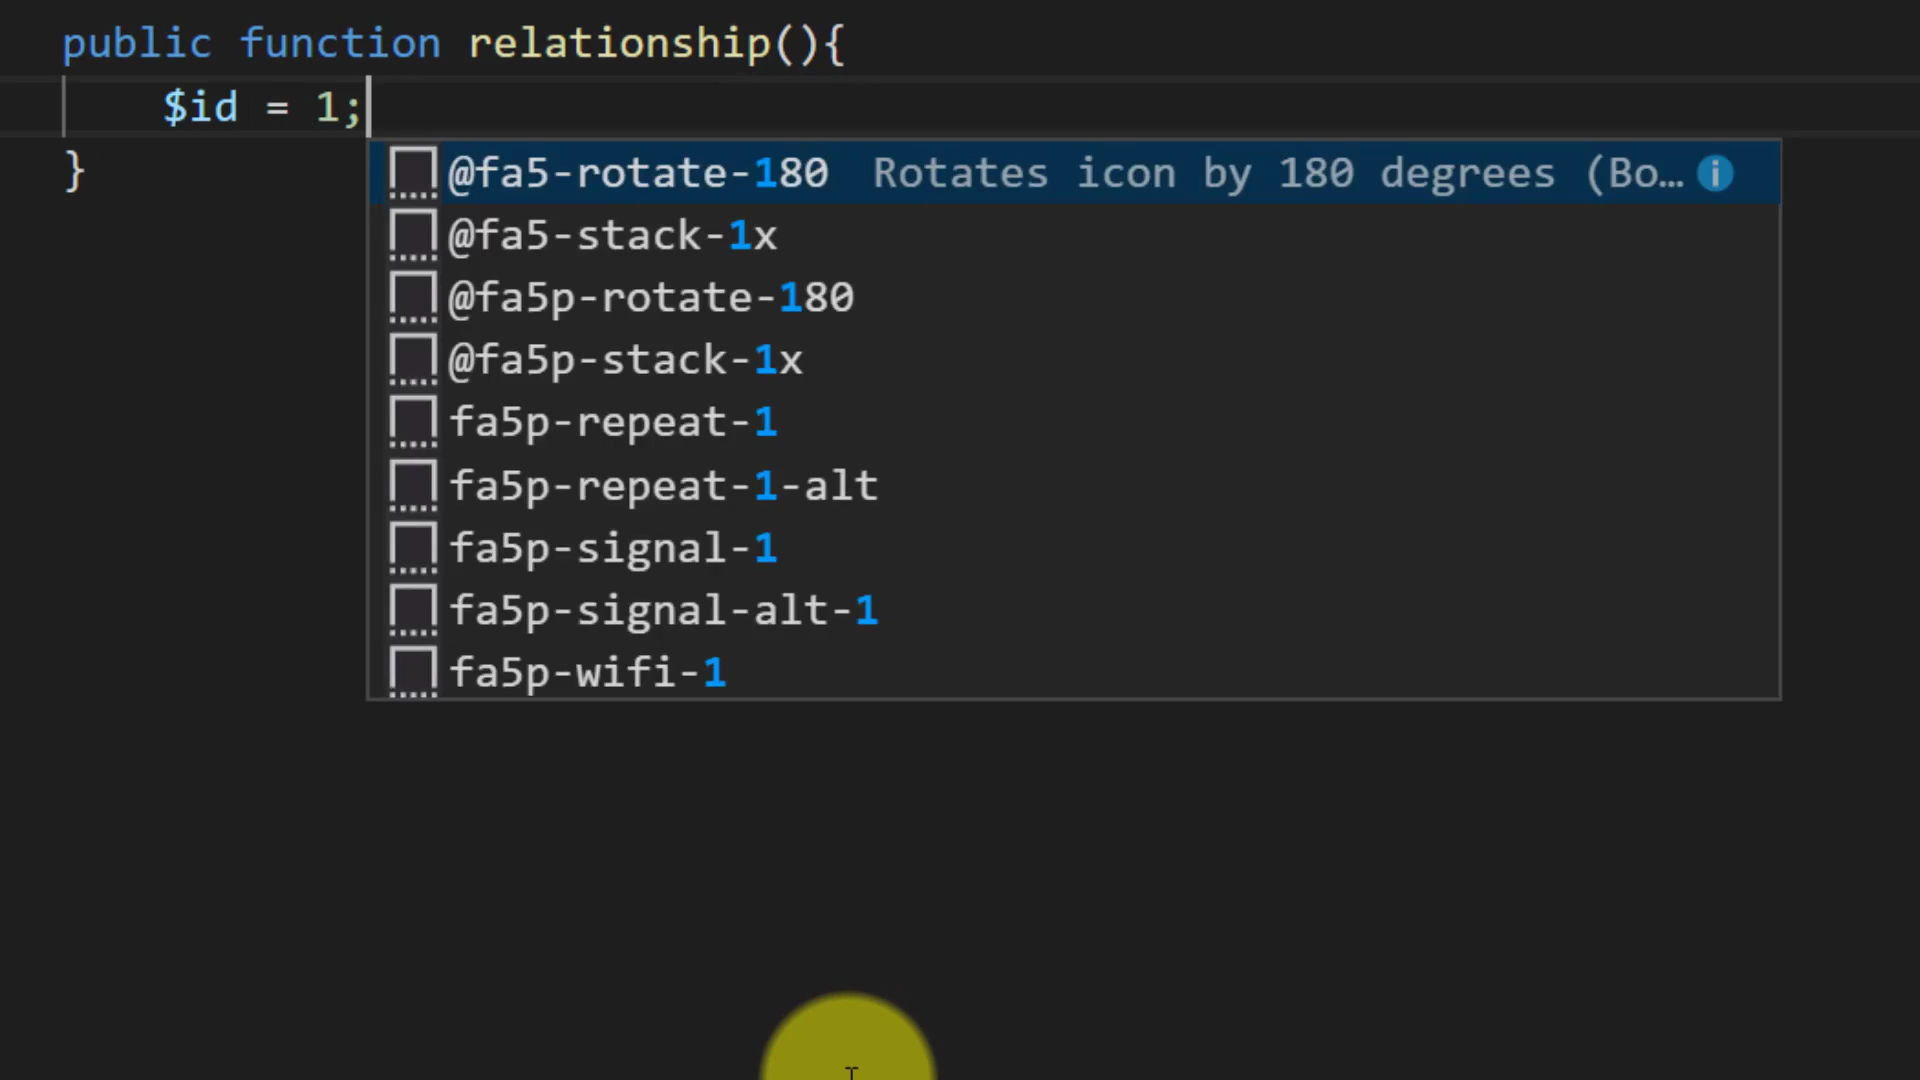 public function relationship(){
$id = 1;
}
@fa5-rotate-180 Rotates icon by 180 degrees (Bo…
@fa5-stack-1x
@fa5p-rotate-180
@fa5p-stack-1x
fa5p-repeat-1
fa5p-repeat-1-alt
fa5p-signal-1
fa5p-signal-alt-1
fa5p-wifi-1